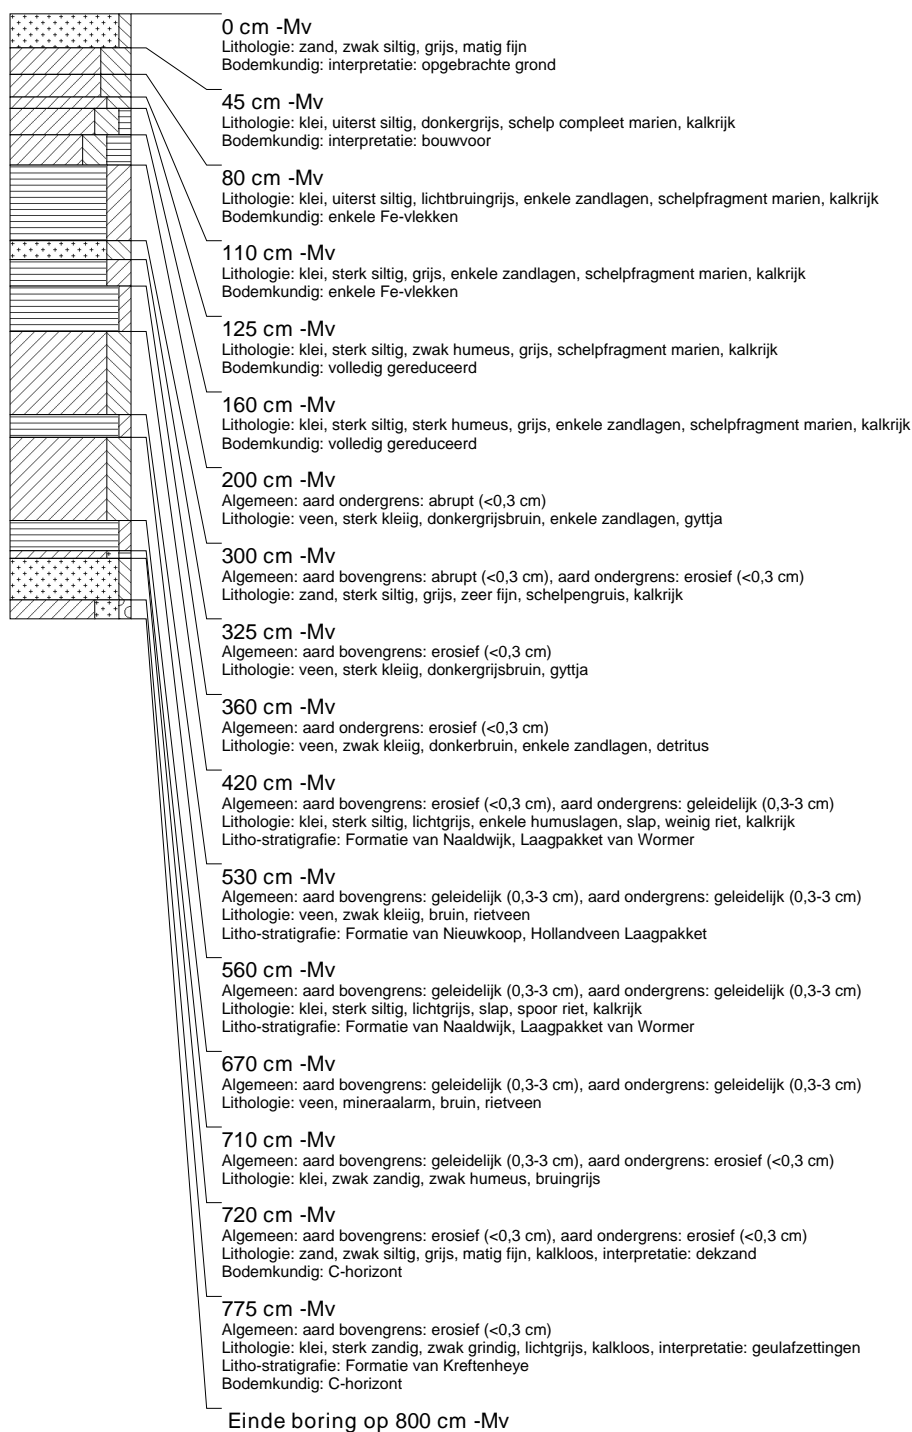 0 cm -Mv
Lithologie: zand, zwak siltig, grijs, matig fijn
Bodemkundig: interpretatie: opgebrachte grond
45 cm -Mv
Lithologie: klei, uiterst siltig, donkergrijs, schelp compleet marien, kalkrijk
Bodemkundig: interpretatie: bouwvoor
80 cm -Mv
Lithologie: klei, uiterst siltig, lichtbruingrijs, enkele zandlagen, schelpfragment marien, kalkrijk
Bodemkundig: enkele Fe-vlekken
110 cm -Mv
Lithologie: klei, sterk siltig, grijs, enkele zandlagen, schelpfragment marien, kalkrijk
Bodemkundig: enkele Fe-vlekken
125 cm -Mv
Lithologie: klei, sterk siltig, zwak humeus, grijs, schelpfragment marien, kalkrijk
Bodemkundig: volledig gereduceerd
160 cm -Mv
Lithologie: klei, sterk siltig, sterk humeus, grijs, enkele zandlagen, schelpfragment marien, kalkrijk
Bodemkundig: volledig gereduceerd
200 cm -Mv
Algemeen: aard ondergrens: abrupt (<0,3 cm)
Lithologie: veen, sterk kleiig, donkergrijsbruin, enkele zandlagen, gyttja
300 cm -Mv
Algemeen: aard bovengrens: abrupt (<0,3 cm), aard ondergrens: erosief (<0,3 cm)
Lithologie: zand, sterk siltig, grijs, zeer fijn, schelpengruis, kalkrijk
325 cm -Mv
Algemeen: aard bovengrens: erosief (<0,3 cm)
Lithologie: veen, sterk kleiig, donkergrijsbruin, gyttja
360 cm -Mv
Algemeen: aard ondergrens: erosief (<0,3 cm)
Lithologie: veen, zwak kleiig, donkerbruin, enkele zandlagen, detritus
420 cm -Mv
Algemeen: aard bovengrens: erosief (<0,3 cm), aard ondergrens: geleidelijk (0,3-3 cm)
Lithologie: klei, sterk siltig, lichtgrijs, enkele humuslagen, slap, weinig riet, kalkrijk
Litho-stratigrafie: Formatie van Naaldwijk, Laagpakket van Wormer
530 cm -Mv
Algemeen: aard bovengrens: geleidelijk (0,3-3 cm), aard ondergrens: geleidelijk (0,3-3 cm)
Lithologie: veen, zwak kleiig, bruin, rietveen
Litho-stratigrafie: Formatie van Nieuwkoop, Hollandveen Laagpakket
560 cm -Mv
Algemeen: aard bovengrens: geleidelijk (0,3-3 cm), aard ondergrens: geleidelijk (0,3-3 cm)
Lithologie: klei, sterk siltig, lichtgrijs, slap, spoor riet, kalkrijk
Litho-stratigrafie: Formatie van Naaldwijk, Laagpakket van Wormer
670 cm -Mv
Algemeen: aard bovengrens: geleidelijk (0,3-3 cm), aard ondergrens: geleidelijk (0,3-3 cm)
Lithologie: veen, mineraalarm, bruin, rietveen
710 cm -Mv
Algemeen: aard bovengrens: geleidelijk (0,3-3 cm), aard ondergrens: erosief (<0,3 cm)
Lithologie: klei, zwak zandig, zwak humeus, bruingrijs
720 cm -Mv
Algemeen: aard bovengrens: erosief (<0,3 cm), aard ondergrens: erosief (<0,3 cm)
Lithologie: zand, zwak siltig, grijs, matig fijn, kalkloos, interpretatie: dekzand
Bodemkundig: C-horizont
775 cm -Mv
Algemeen: aard bovengrens: erosief (<0,3 cm)
Lithologie: klei, sterk zandig, zwak grindig, lichtgrijs, kalkloos, interpretatie: geulafzettingen
Litho-stratigrafie: Formatie van Kreftenheye
Bodemkundig: C-horizont
Einde boring op 800 cm -Mv